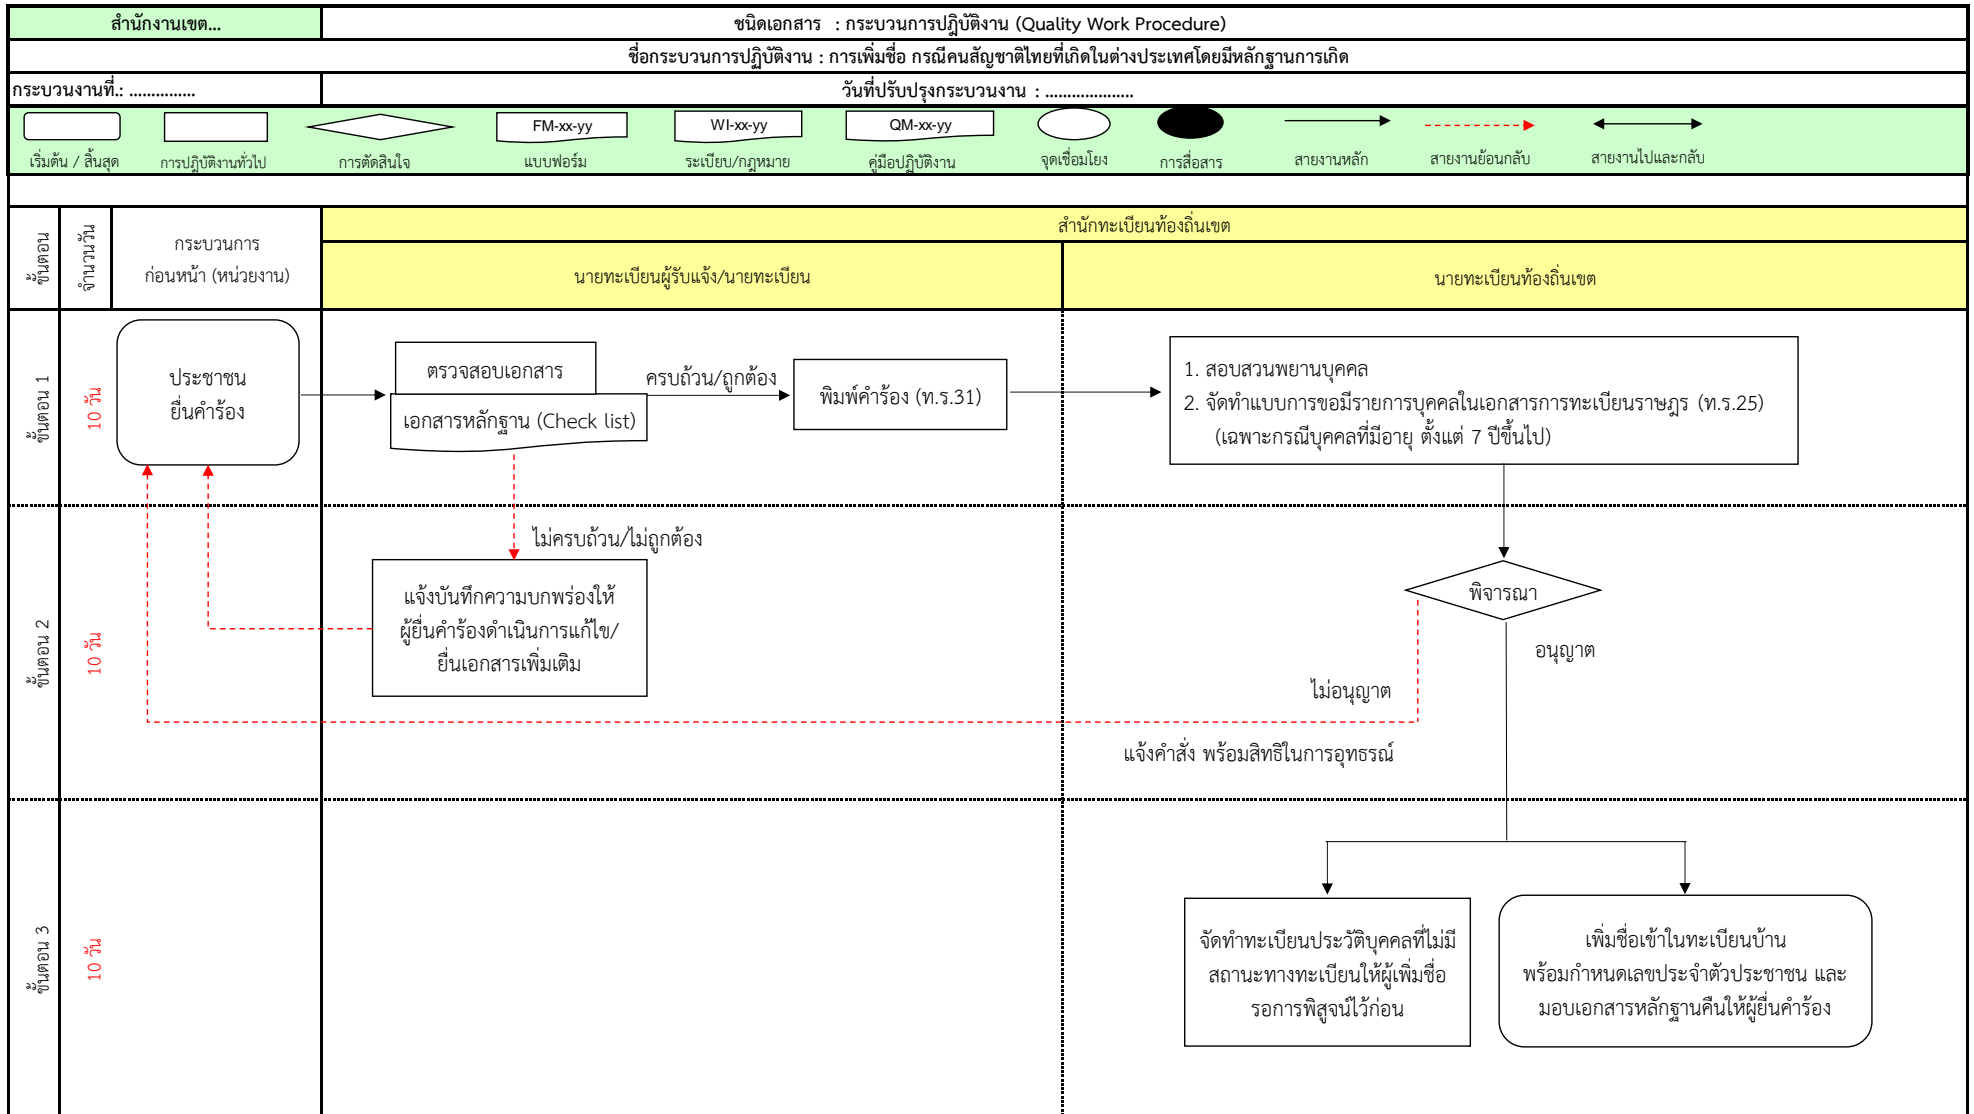 สำนักงานเขต...
ชนิดเอกสาร : กระบวนการปฎิบัติงาน (Quality Work Procedure)
ชื่อกระบวนการปฏิบัติงาน : การเพิ่มชื่อ กรณีคนสัญชาติไทยที่เกิดในต่างประเทศโดยมีหลักฐานการเกิด
กระบวนงานที่.: ...............
วันที่ปรับปรุงกระบวนงาน : ....................
FM-xx-yy
WI-xx-yy
QM-xx-yy
เริ่มต้น / สิ้นสุด
การปฎิบัติงานทั่วไป
การตัดสินใจ
แบบฟอร์ม
ระเบียบ/กฎหมาย
คู่มือปฏิบัติงาน
จุดเชื่อมโยง
การสื่อสาร
สายงานหลัก
สายงานย้อนกลับ
สายงานไปและกลับ
ขั้นตอน
จำนวนวัน
กระบวนการ
ก่อนหน้า (หน่วยงาน)
สำนักทะเบียนท้องถิ่นเขต
นายทะเบียนผู้รับแจ้ง/นายทะเบียน
นายทะเบียนท้องถิ่นเขต
ขั้นตอน 1
10 วัน
ประชาชน
ยื่นคำร้อง
ตรวจสอบเอกสาร
เอกสารหลักฐาน (Check list)
ครบถ้วน/ถูกต้อง
พิมพ์คำร้อง (ท.ร.31)
1. สอบสวนพยานบุคคล
2. จัดทำแบบการขอมีรายการบุคคลในเอกสารการทะเบียนราษฎร (ท.ร.25)
(เฉพาะกรณีบุคคลที่มีอายุ ตั้งแต่ 7 ปีขึ้นไป)
ขั้นตอน 2
10 วัน
ไม่ครบถ้วน/ไม่ถูกต้อง
แจ้งบันทึกความบกพร่องให้
ผู้ยื่นคำร้องดำเนินการแก้ไข/
ยื่นเอกสารเพิ่มเติม
พิจารณา
อนุญาต
ไม่อนุญาต
แจ้งคำสั่ง พร้อมสิทธิในการอุทธรณ์
ขั้นตอน 3
10 วัน
จัดทำทะเบียนประวัติบุคคลที่ไม่มี
สถานะทางทะเบียนให้ผู้เพิ่มชื่อ
รอการพิสูจน์ไว้ก่อน
เพิ่มชื่อเข้าในทะเบียนบ้าน
พร้อมกำหนดเลขประจำตัวประชาชน และ
มอบเอกสารหลักฐานคืนให้ผู้ยื่นคำร้อง